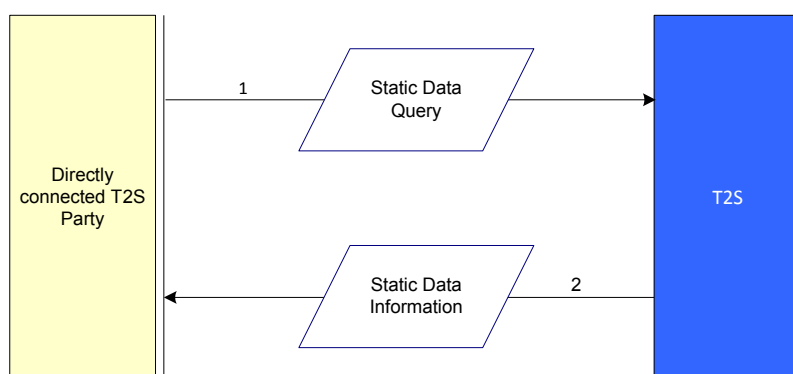 1
Static Data
Query
Directly
connected T2S
Party
T2S
Static Data
Information
2